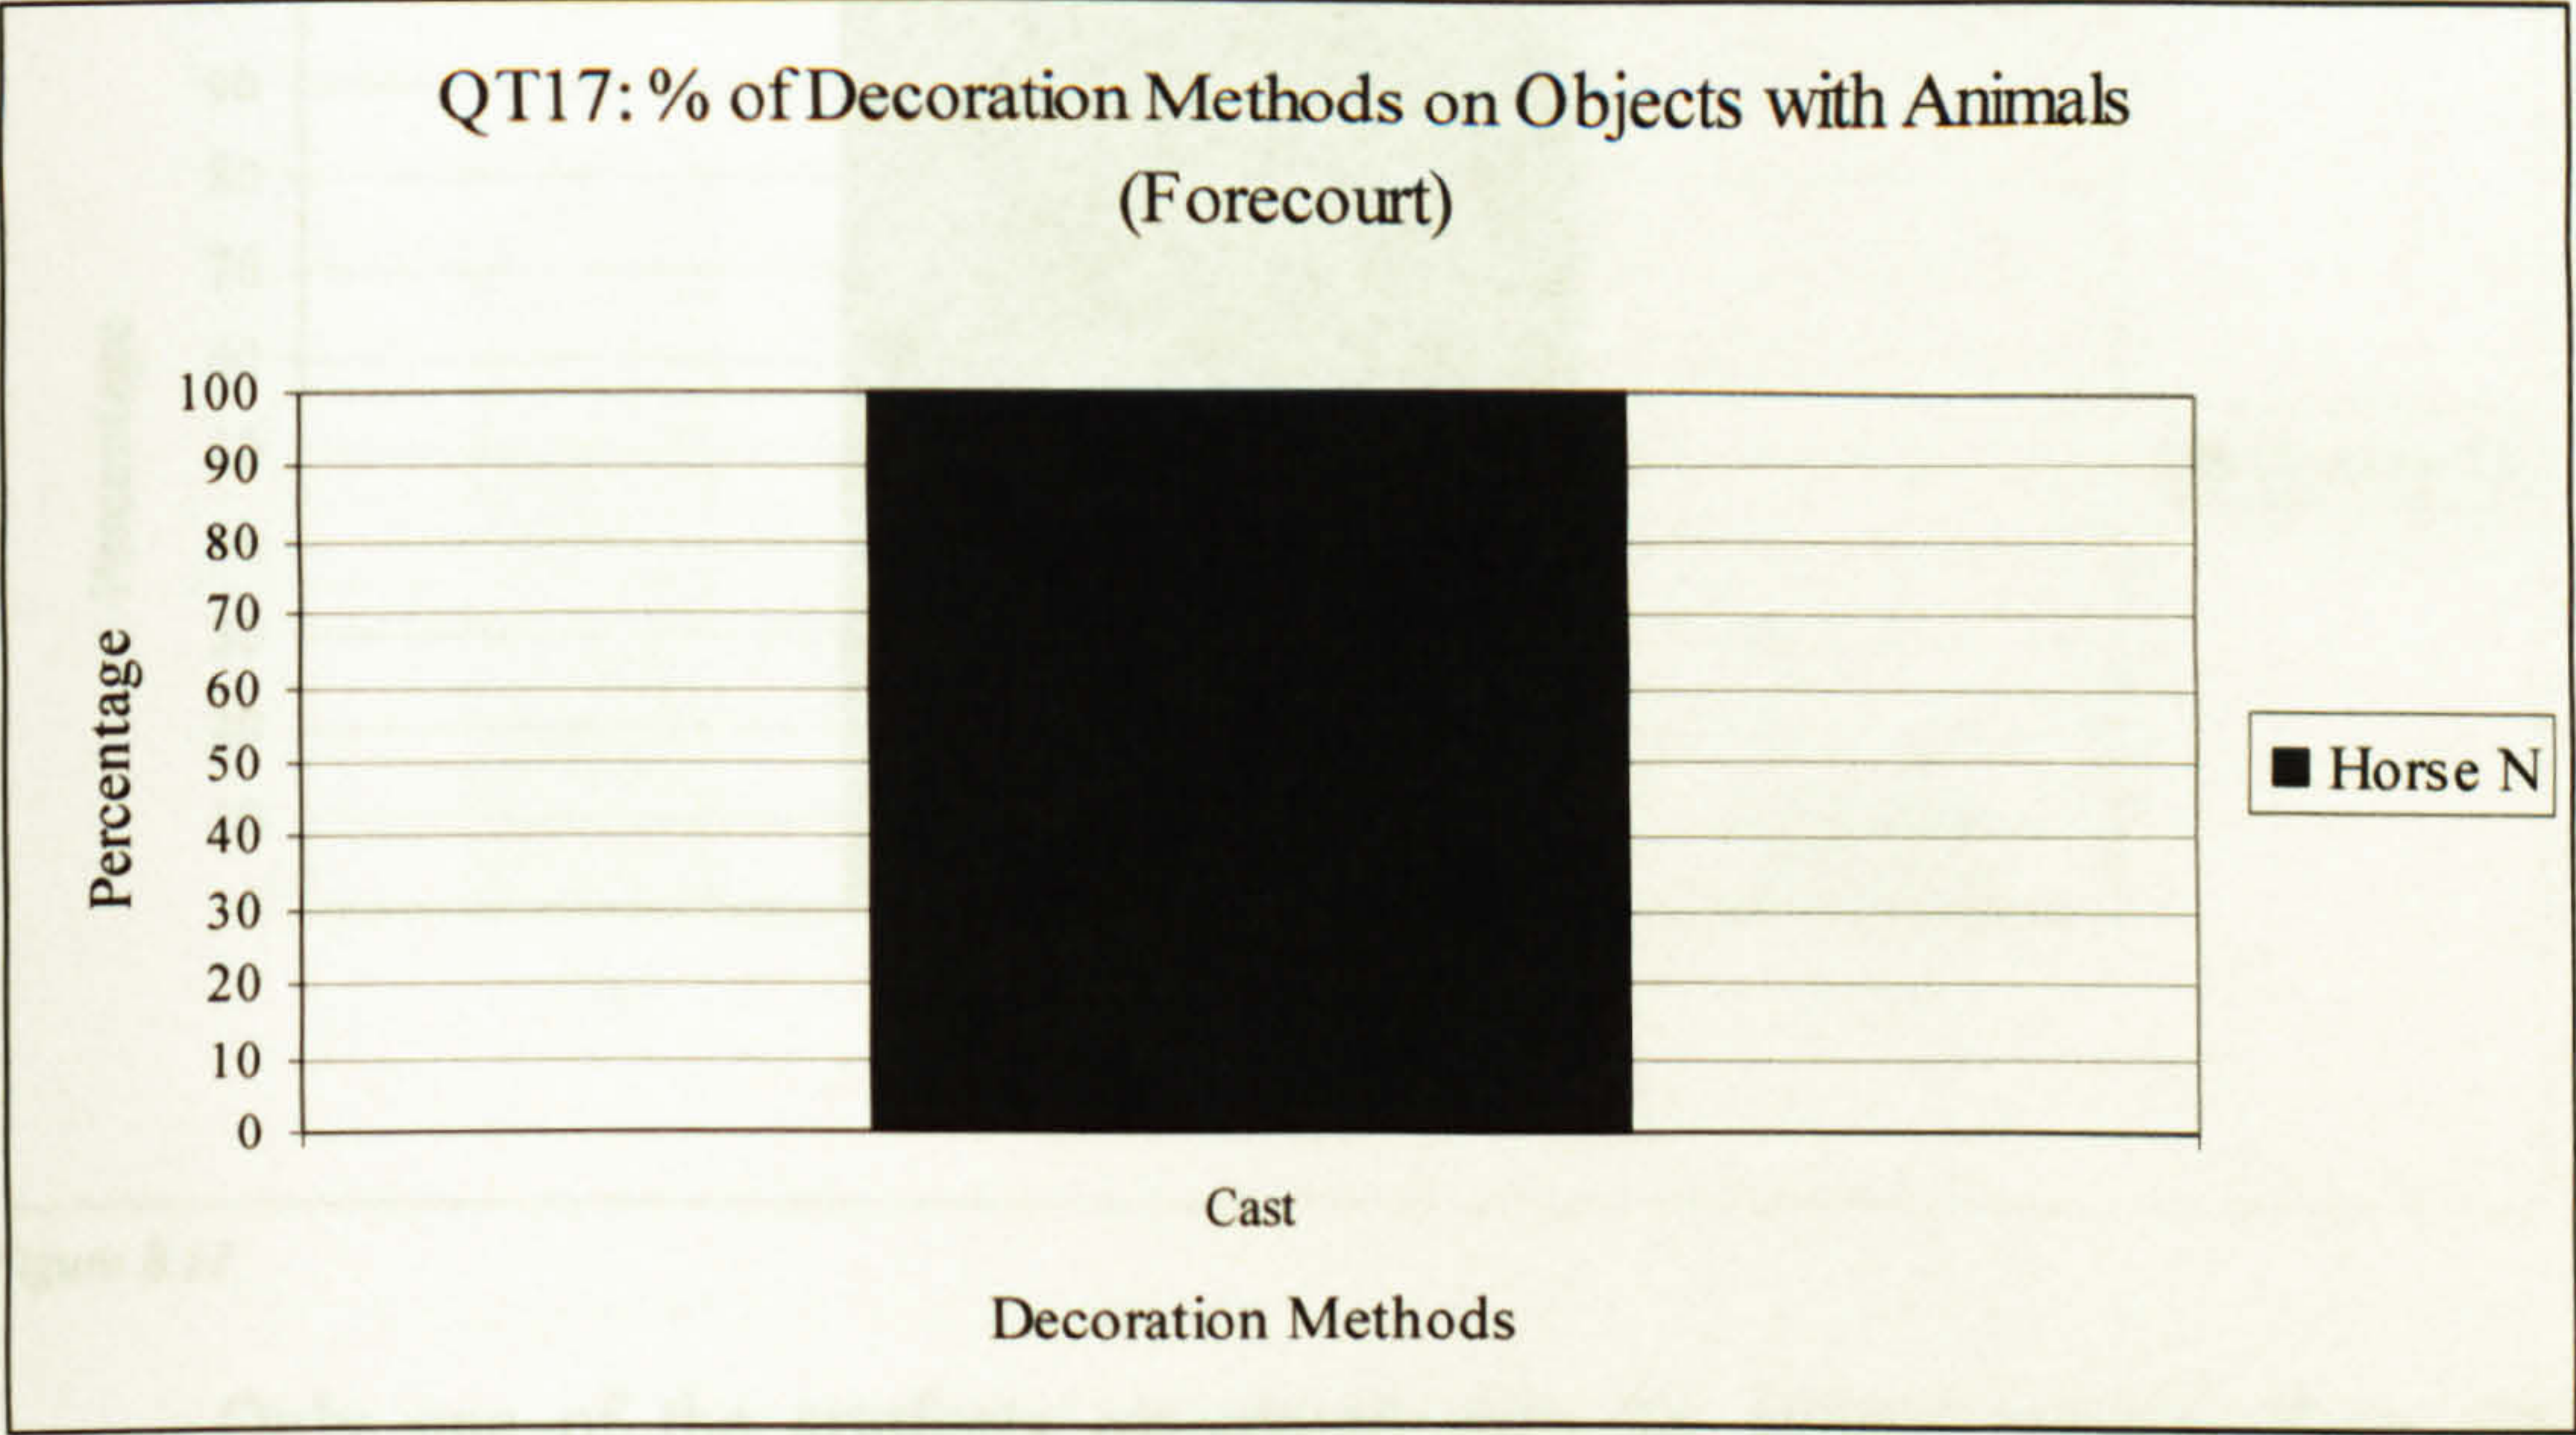 QT17: % of Decoration Methods on Objects with Animals
(Forecourt)
100
90
80
70
60
50
40
30
20
10
0
Percentage
Cast
Decoration Methods
Horse N